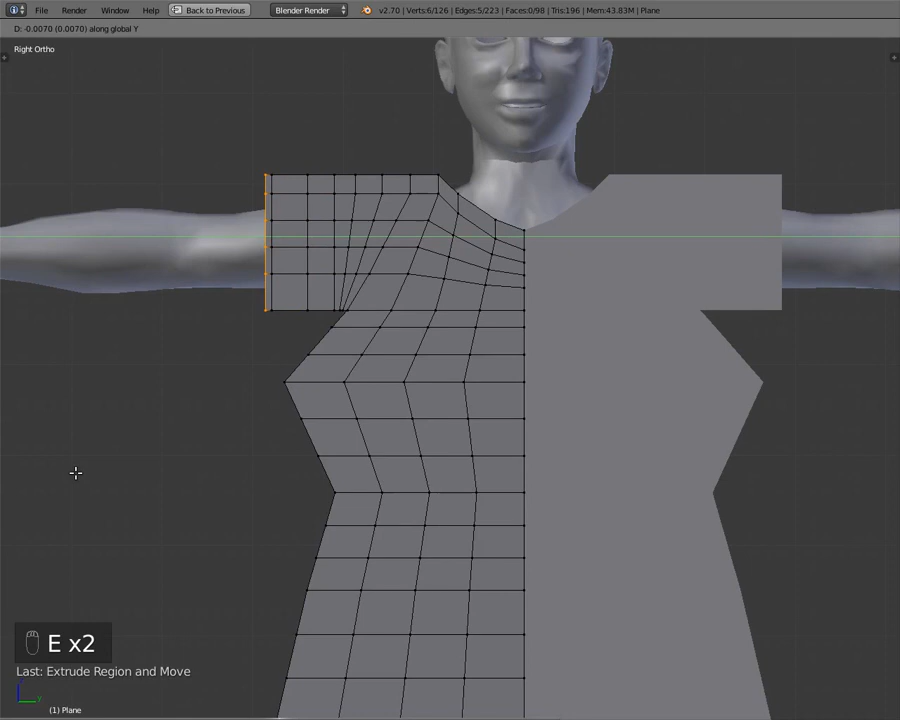 File Render Window Help Back to Previous Blender Render v2.70 | Verts:6/126 | Edges:5/223 | Faces:0/98 | Tris:196 | Mem:43.83M | Plane
D: -0.0070 (0.0070) along global Y
Right Ortho
E x2
Last: Extrude Region and Move
(1) Plane